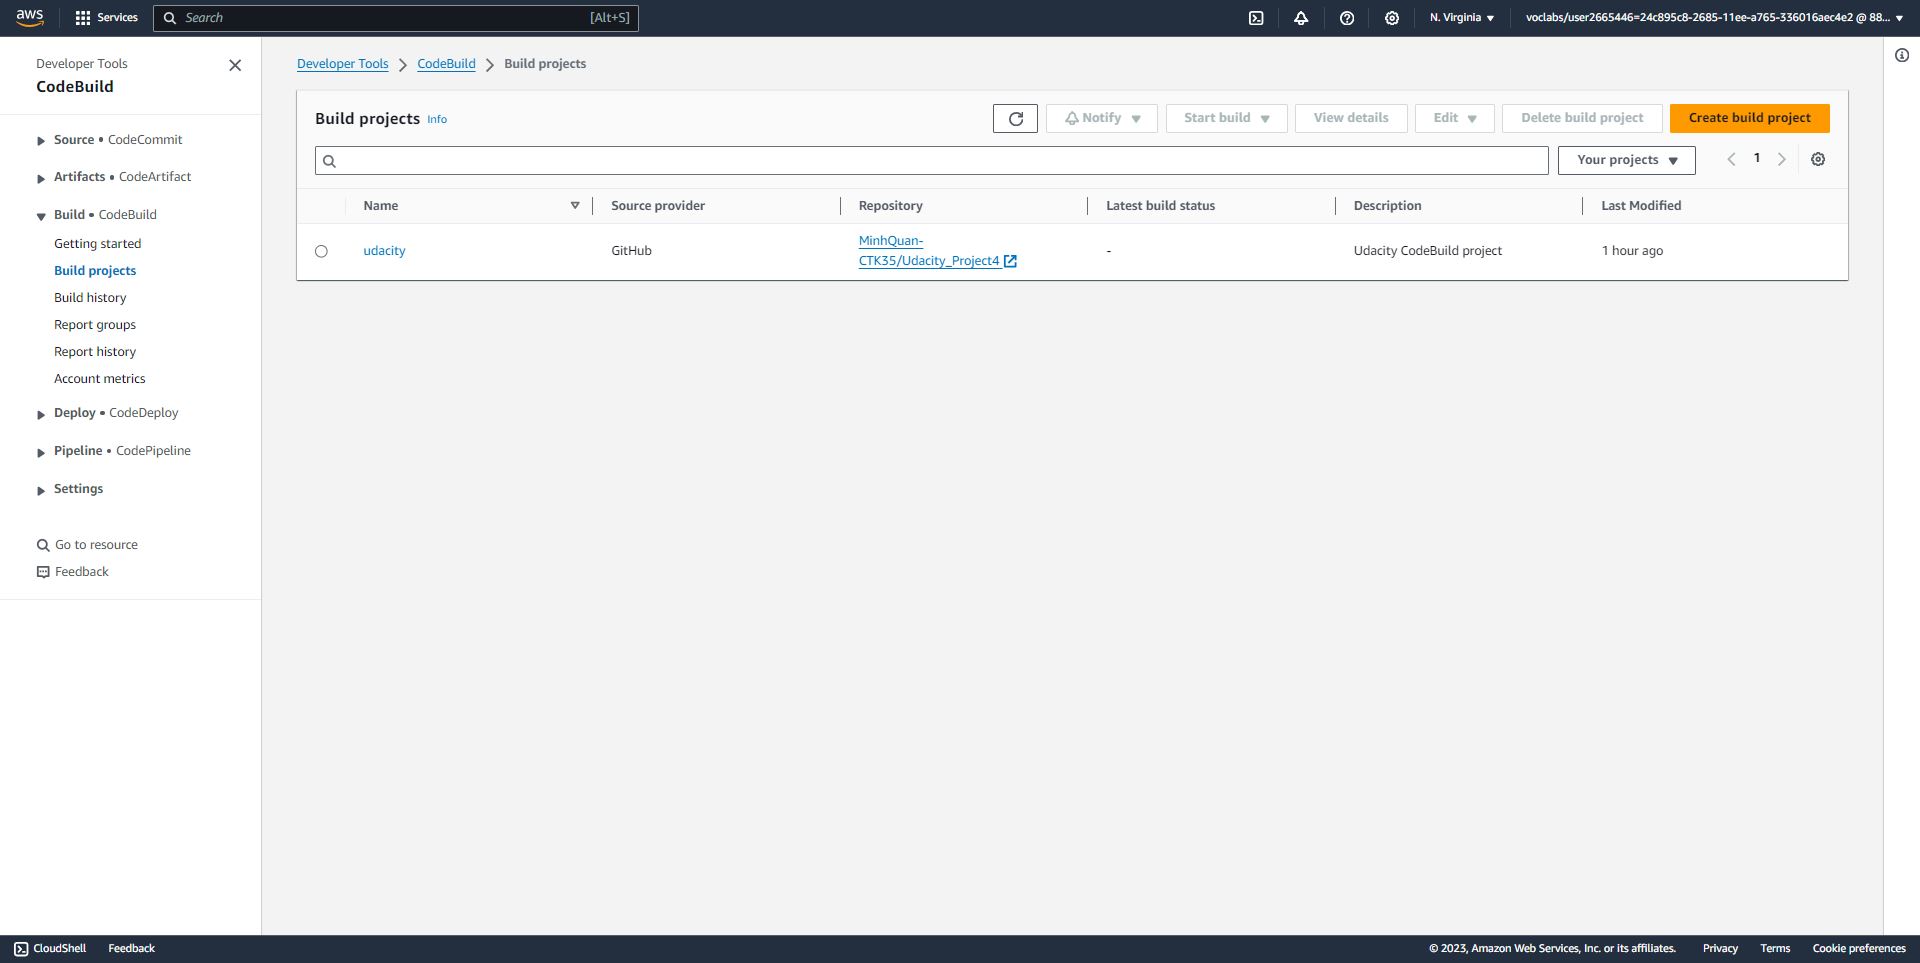 aws
Services
Search
[Alt+S]
N. Virginia
voclabs/user2665446=24c895c8-2685-11ee-a765-336016aec4e2 @ 88...
Developer Tools
CodeBuild
Source • CodeCommit
Artifacts • CodeArtifact
Build • CodeBuild
Getting started
Build projects
Build history
Report groups
Report history
Account metrics
Deploy • CodeDeploy
Pipeline • CodePipeline
Settings
Go to resource
Feedback
Developer Tools
CodeBuild
Build projects
Build projects Info
Notify
Start build
View details
Edit
Delete build project
Create build project
Your projects
1
Name
Source provider
Repository
Latest build status
Description
Last Modified
udacity
GitHub
MinhQuan-
CTK35/Udacity_Project4
-
Udacity CodeBuild project
1 hour ago
CloudShell
Feedback
© 2023, Amazon Web Services, Inc. or its affiliates.
Privacy
Terms
Cookie preferences